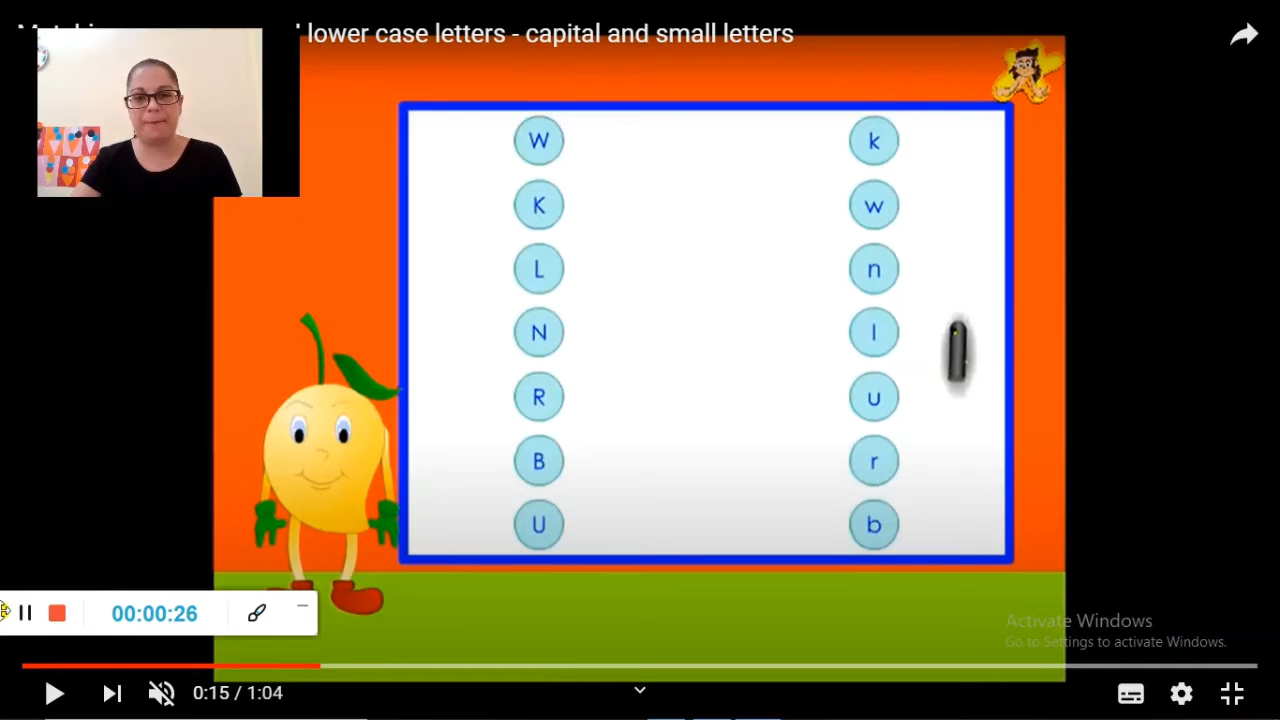 lower case letters - capital and small letters
W k
K w
L n
N l
R u
B r
U b
00:00:26
Activate Windows
Go to Settings to activate Windows.
0:15 / 1:04